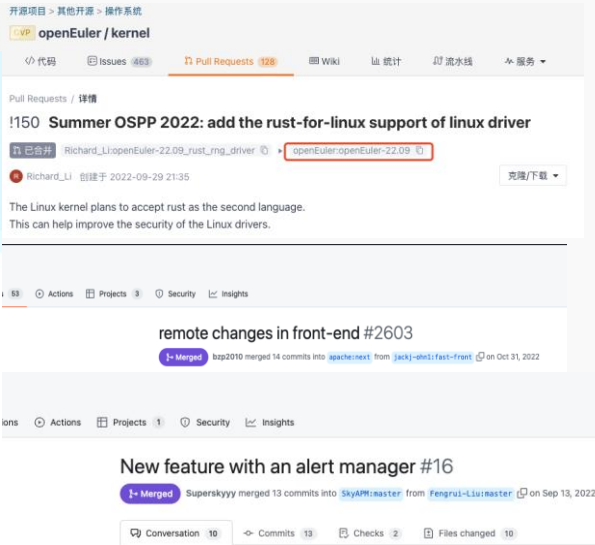 开源项目 > 其他开源 > 操作系统
GVP openEuler / kernel
代码 Issues 463 Pull Requests 128 Wiki 统计 流水线 服务
Pull Requests / 详情
!150 Summer OSPP 2022: add the rust-for-linux support of linux driver
已合并 Richard_Li:openEuler-22.09_rust_rng_driver openEuler:openEuler-22.09
R Richard_Li 创建于 2022-09-29 21:35 克隆/下载
The Linux kernel plans to accept rust as the second language.
This can help improve the security of the Linux drivers.
s 53 Actions Projects 3 Security Insights
remote changes in front-end #2603
Merged bzp2010 merged 14 commits into apache:next from jackj-ohn1:fast-front on Oct 31, 2022
ions Actions Projects 1 Security Insights
New feature with an alert manager #16
Merged Superskyyy merged 13 commits into SkyAPM:master from Fengrui-Liu:master on Sep 13, 2022
Conversation 10 Commits 13 Checks 2 Files changed 10